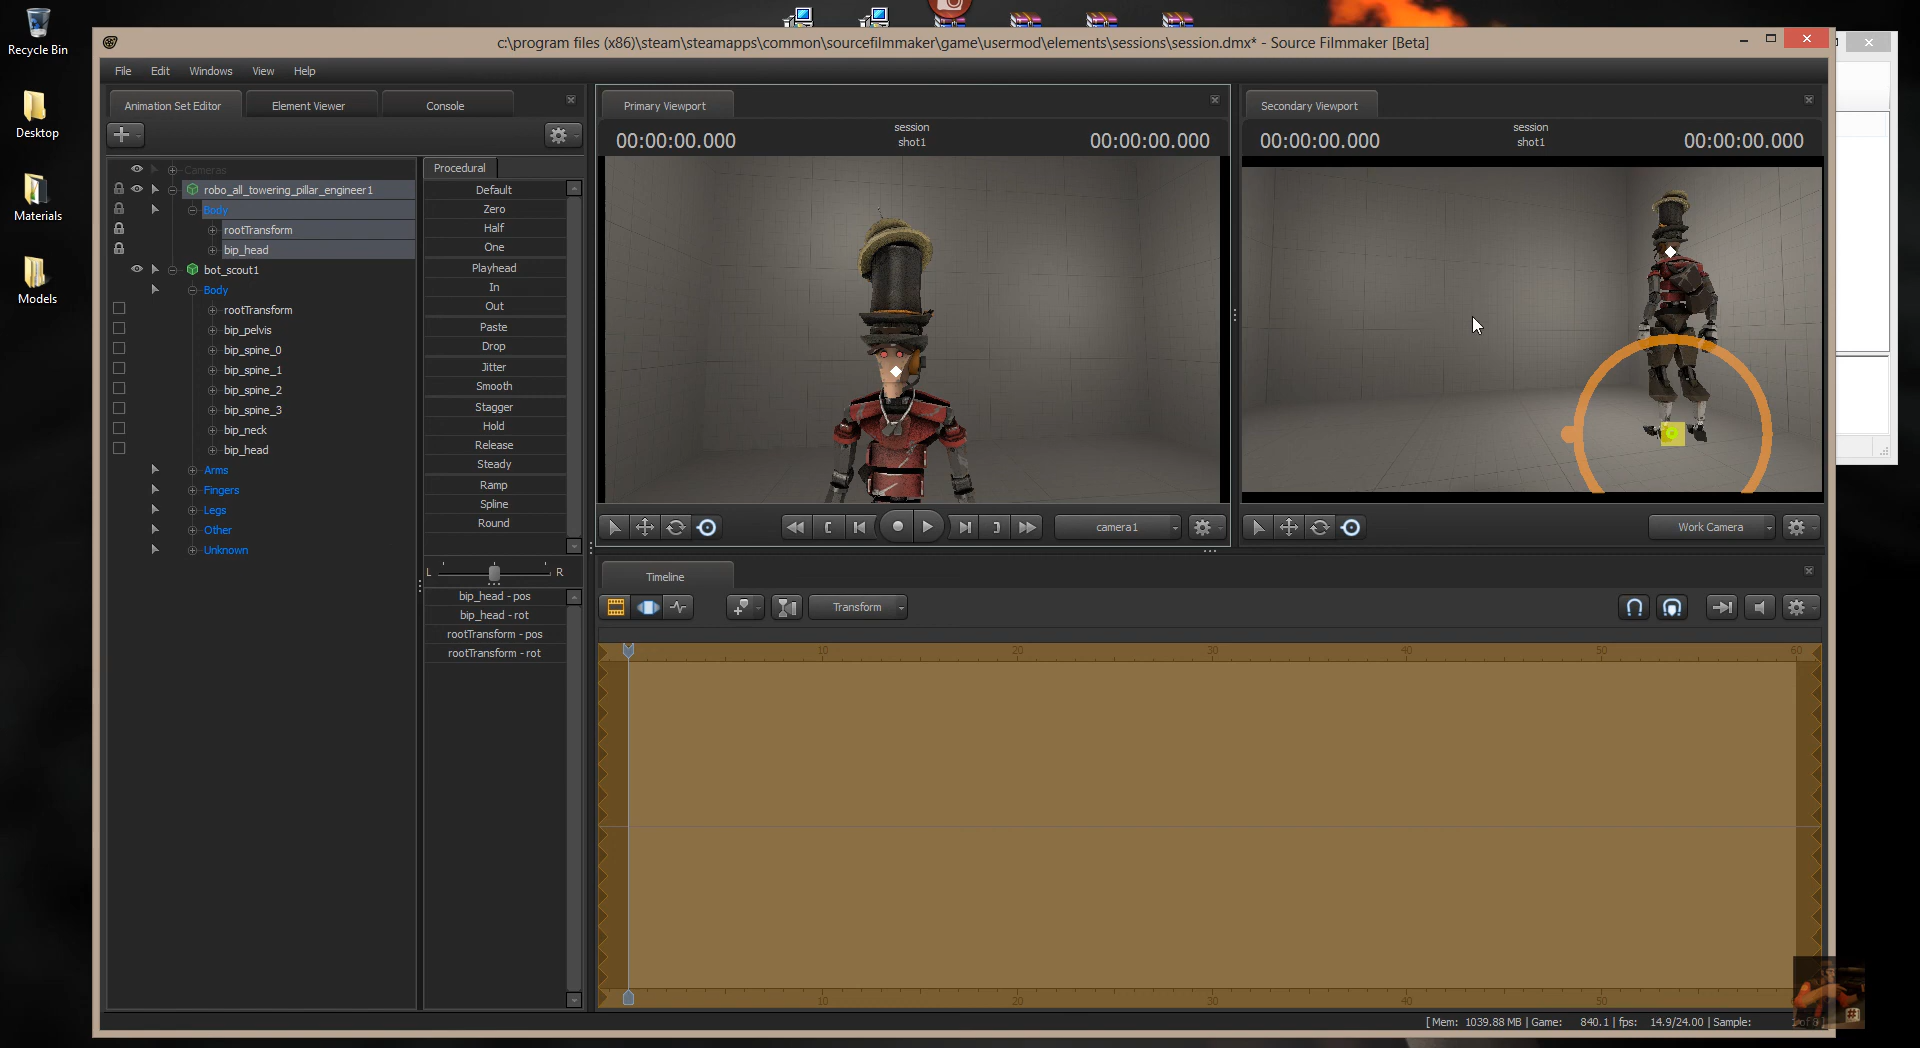 Recycle Bin
Desktop
Materials
Models
c:\program files (x86)\steam\steamapps\common\sourcefilmmaker\game\usermod\elements\sessions\session.dmx* - Source Filmmaker [Beta]
File Edit Windows View Help
Animation Set Editor Element Viewer Console
Cameras
robo_all_towering_pillar_engineer1
Body
rootTransform
bip_head
bot_scout1
Body
rootTransform
bip_pelvis
bip_spine_0
bip_spine_1
bip_spine_2
bip_spine_3
bip_neck
bip_head
Arms
Fingers
Legs
Other
Unknown
Procedural
Default
Zero
Half
One
Playhead
In
Out
Paste
Drop
Jitter
Smooth
Stagger
Hold
Release
Steady
Ramp
Spline
Round
L R
bip_head - pos
bip_head - rot
rootTransform - pos
rootTransform - rot
Primary Viewport
00:00:00.000 session 00:00:00.000
shot1
camera1
Secondary Viewport
00:00:00.000 session 00:00:00.000
shot1
Work Camera
Timeline
Transform
10 20 30 40 50 60
10 20 30 40 50
[ Mem: 1039.88 MB | Game: 840.1 | fps: 14.9/24.00 | Sample: